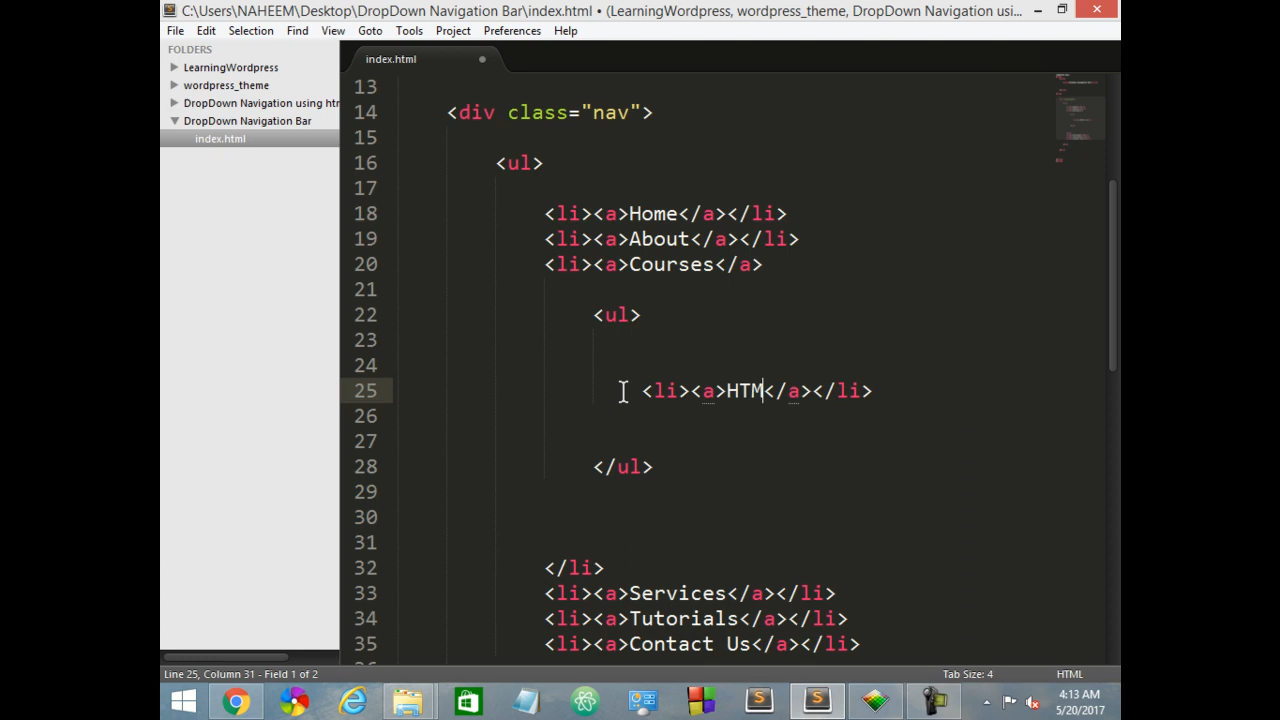 C:\Users\NAHEEM\Desktop\DropDown Navigation Bar\index.html • (LearningWordpress, wordpress_theme, DropDown Navigation usin...
File Edit Selection Find View Goto Tools Project Preferences Help
FOLDERS
LearningWordpress
wordpress_theme
DropDown Navigation using htm
DropDown Navigation Bar
index.html
index.html
13
14 <div class="nav">
15
16 <ul>
17
18 <li><a>Home</a></li>
19 <li><a>About</a></li>
20 <li><a>Courses</a>
21
22 <ul>
23
24
25 <li><a>HTM</a></li>
26
27
28 </ul>
29
30
31
32 </li>
33 <li><a>Services</a></li>
34 <li><a>Tutorials</a></li>
35 <li><a>Contact Us</a></li>
Line 25, Column 31 - Field 1 of 2 Tab Size: 4 HTML
4:13 AM
5/20/2017